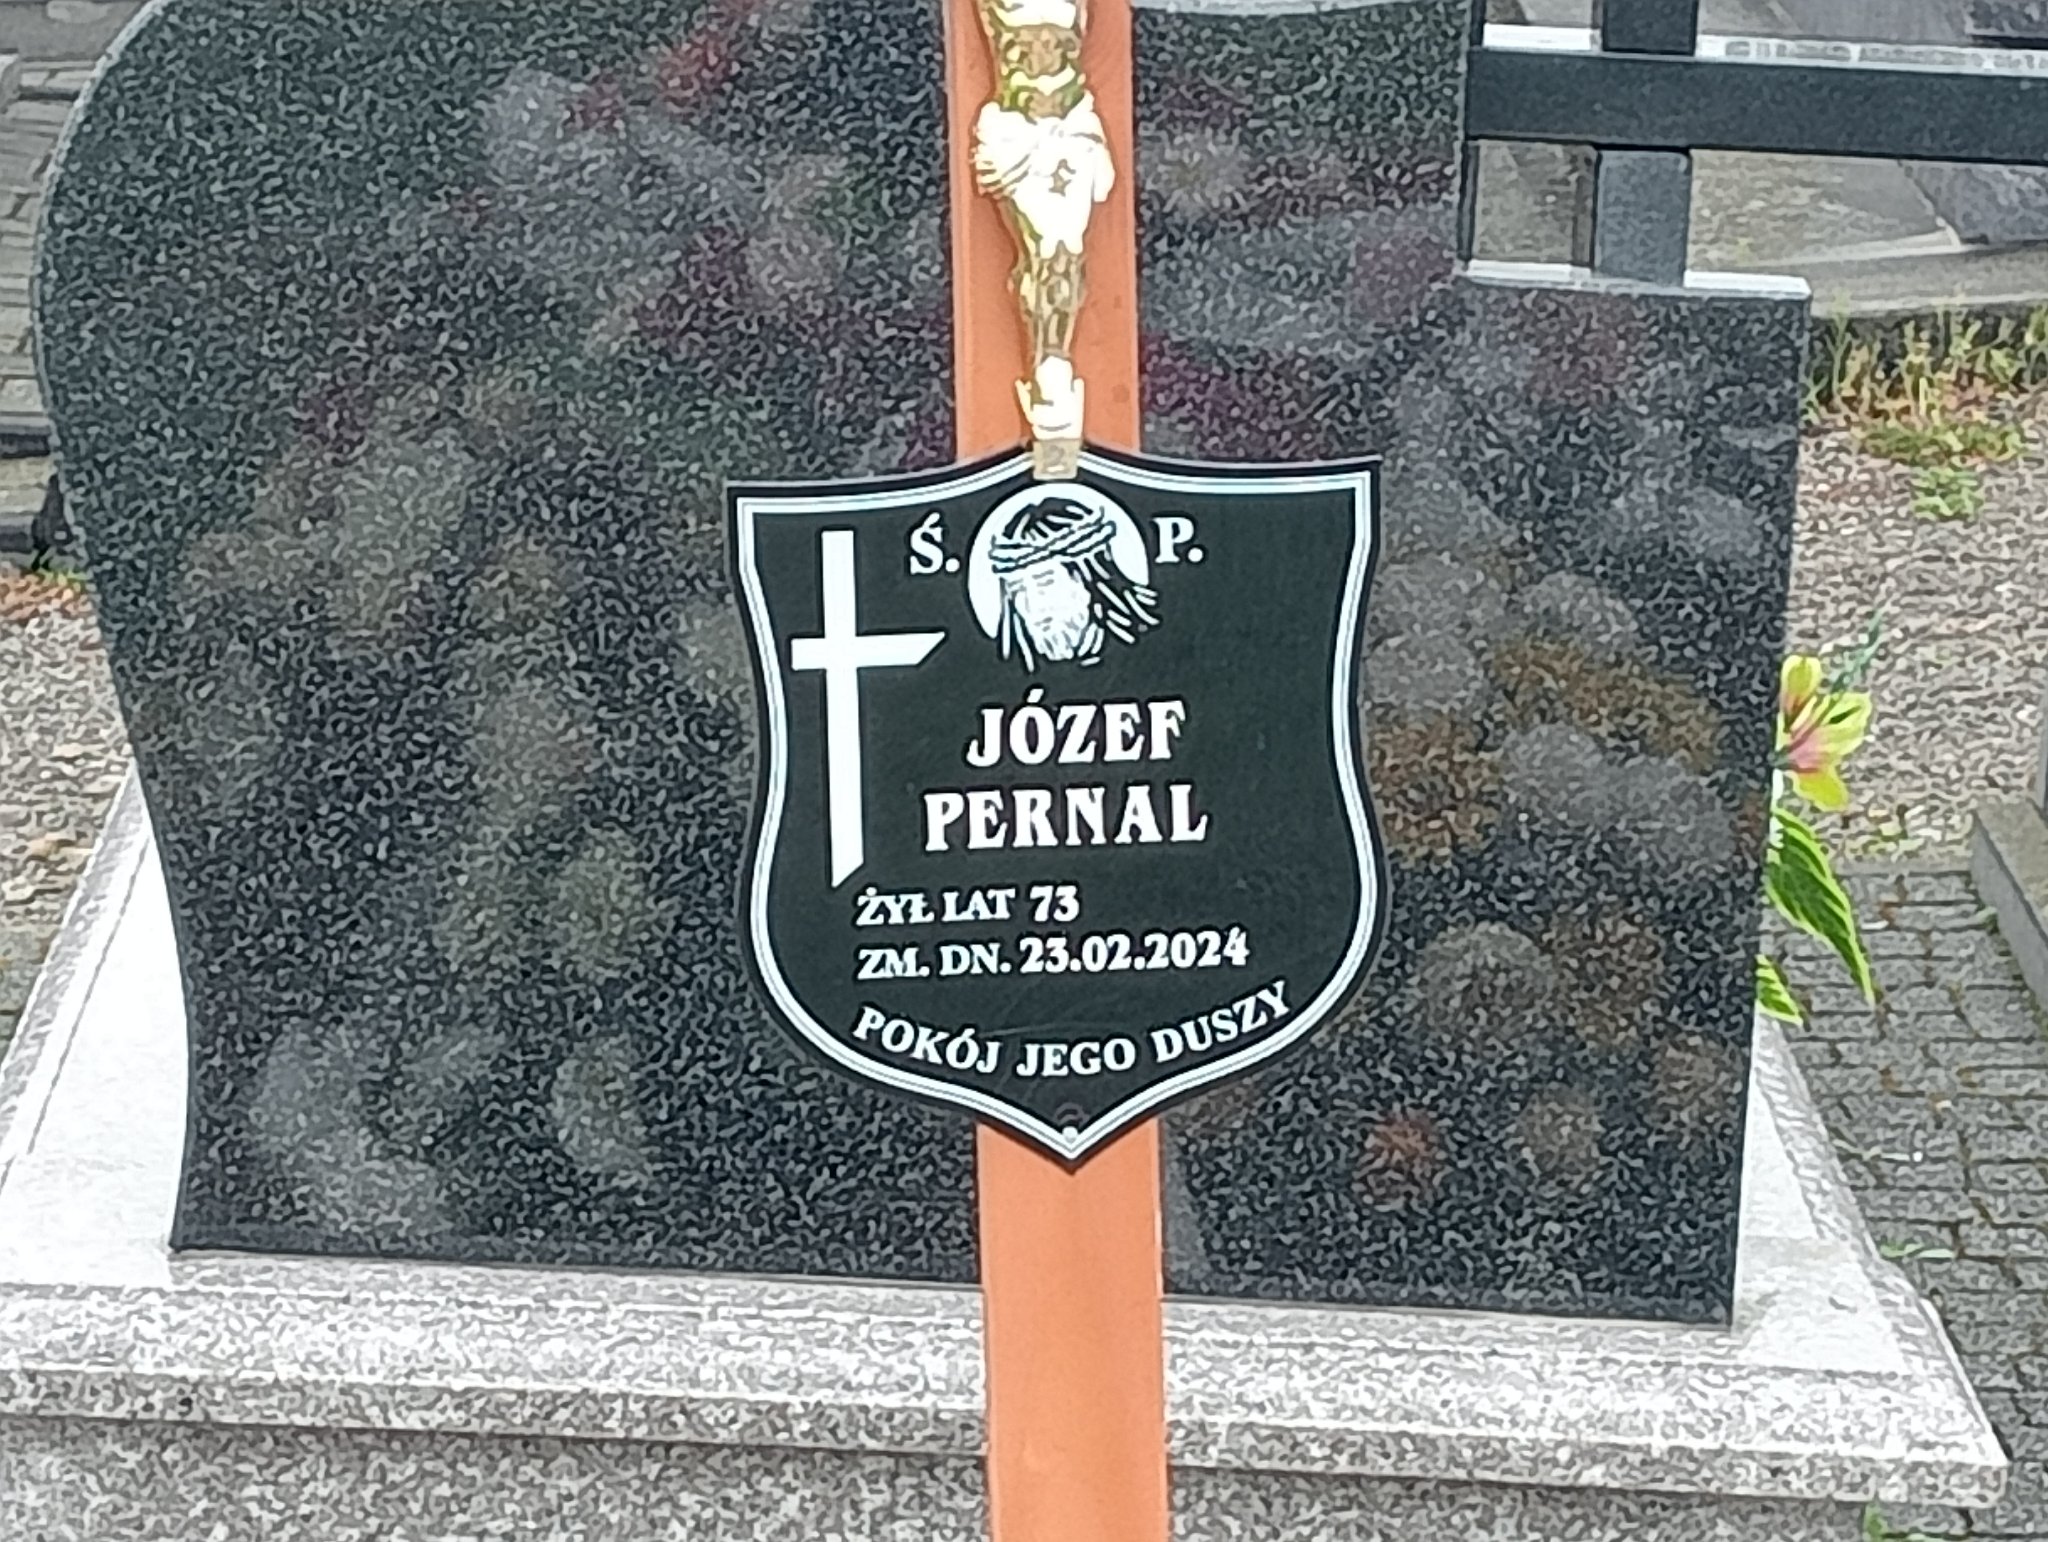 Ś. P.
JÓZEF
PERNAL
ŻYŁ LAT 73
ZM. DN. 23.02.2024
POKÓJ JEGO DUSZY